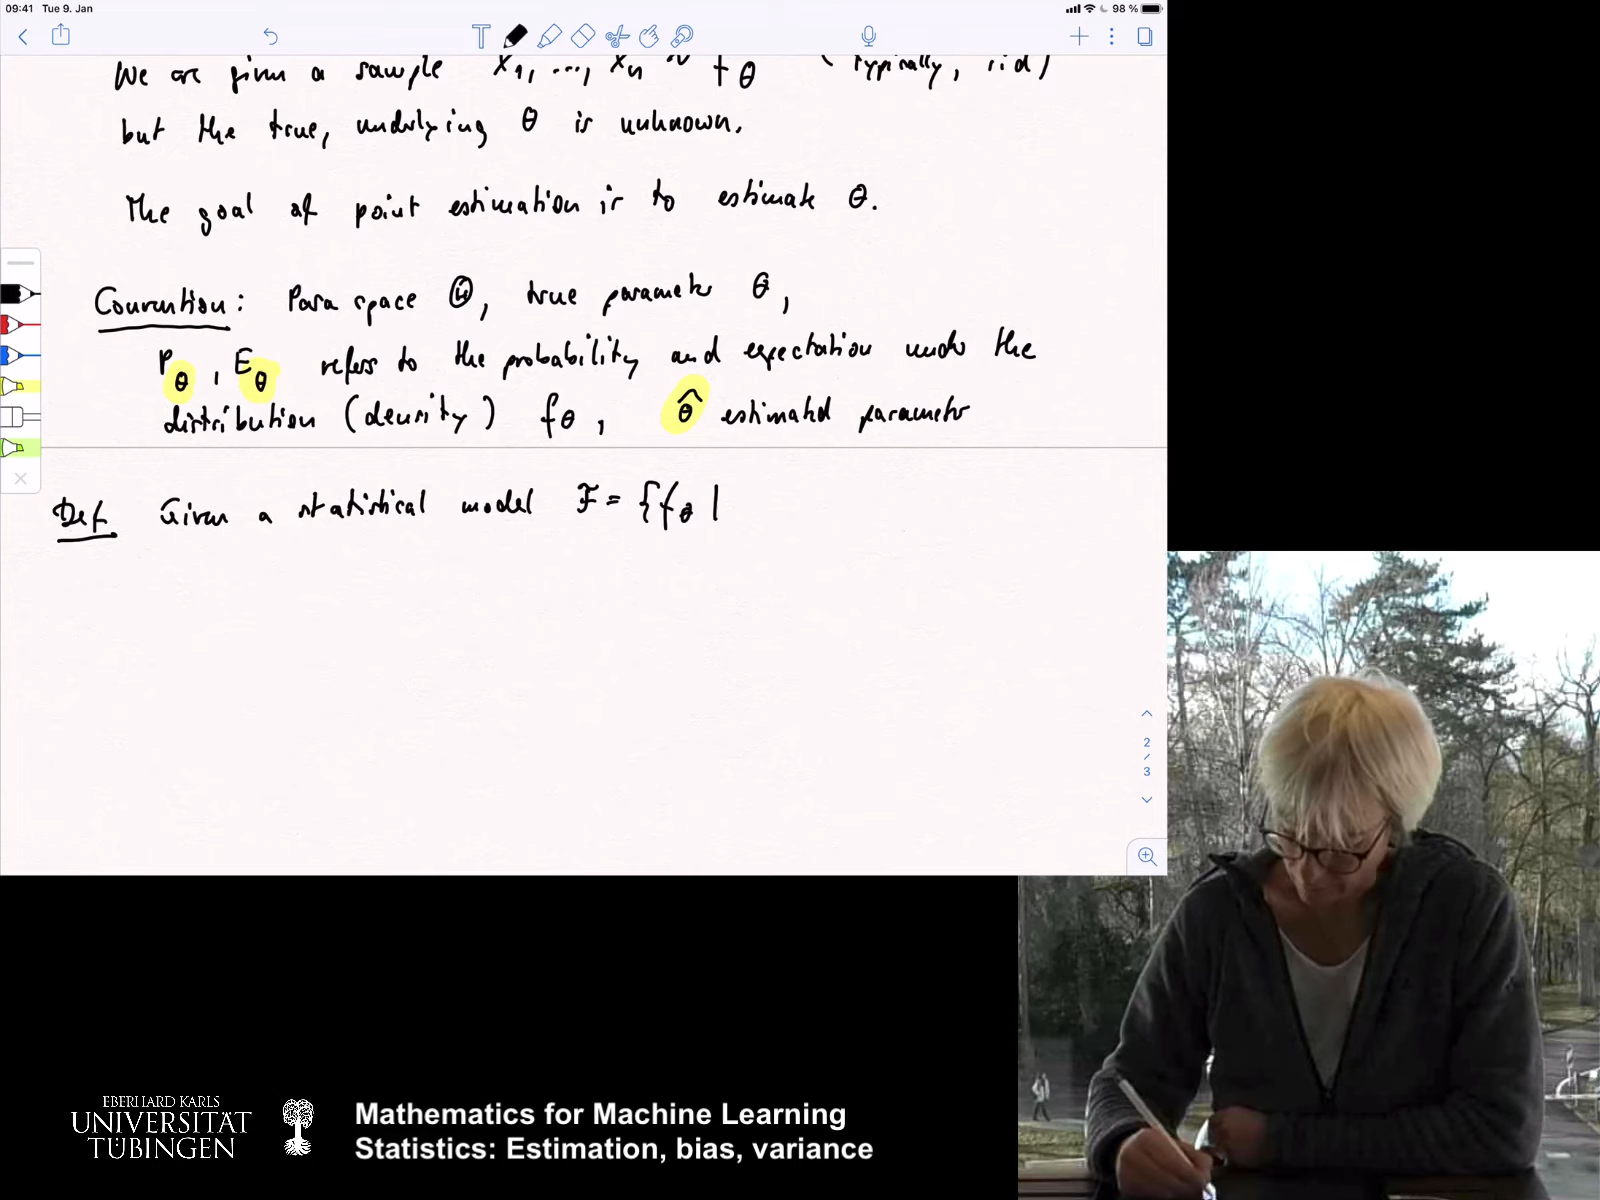 09:41 Tue 9. Jan 98 %
We are given a sample X1, ..., Xn ~ fθ (typically, iid)
but the true, underlying θ is unknown.
The goal of point estimation is to estimate θ.
Convention: Para space Θ, true parameter θ,
Pθ, Eθ refers to the probability and expectation under the
distribution (density) fθ, θ̂ estimated parameter
Def Given a statistical model F = {fθ |
2
/
3
EBERHARD KARLS
UNIVERSITÄT
TÜBINGEN
Mathematics for Machine Learning
Statistics: Estimation, bias, variance